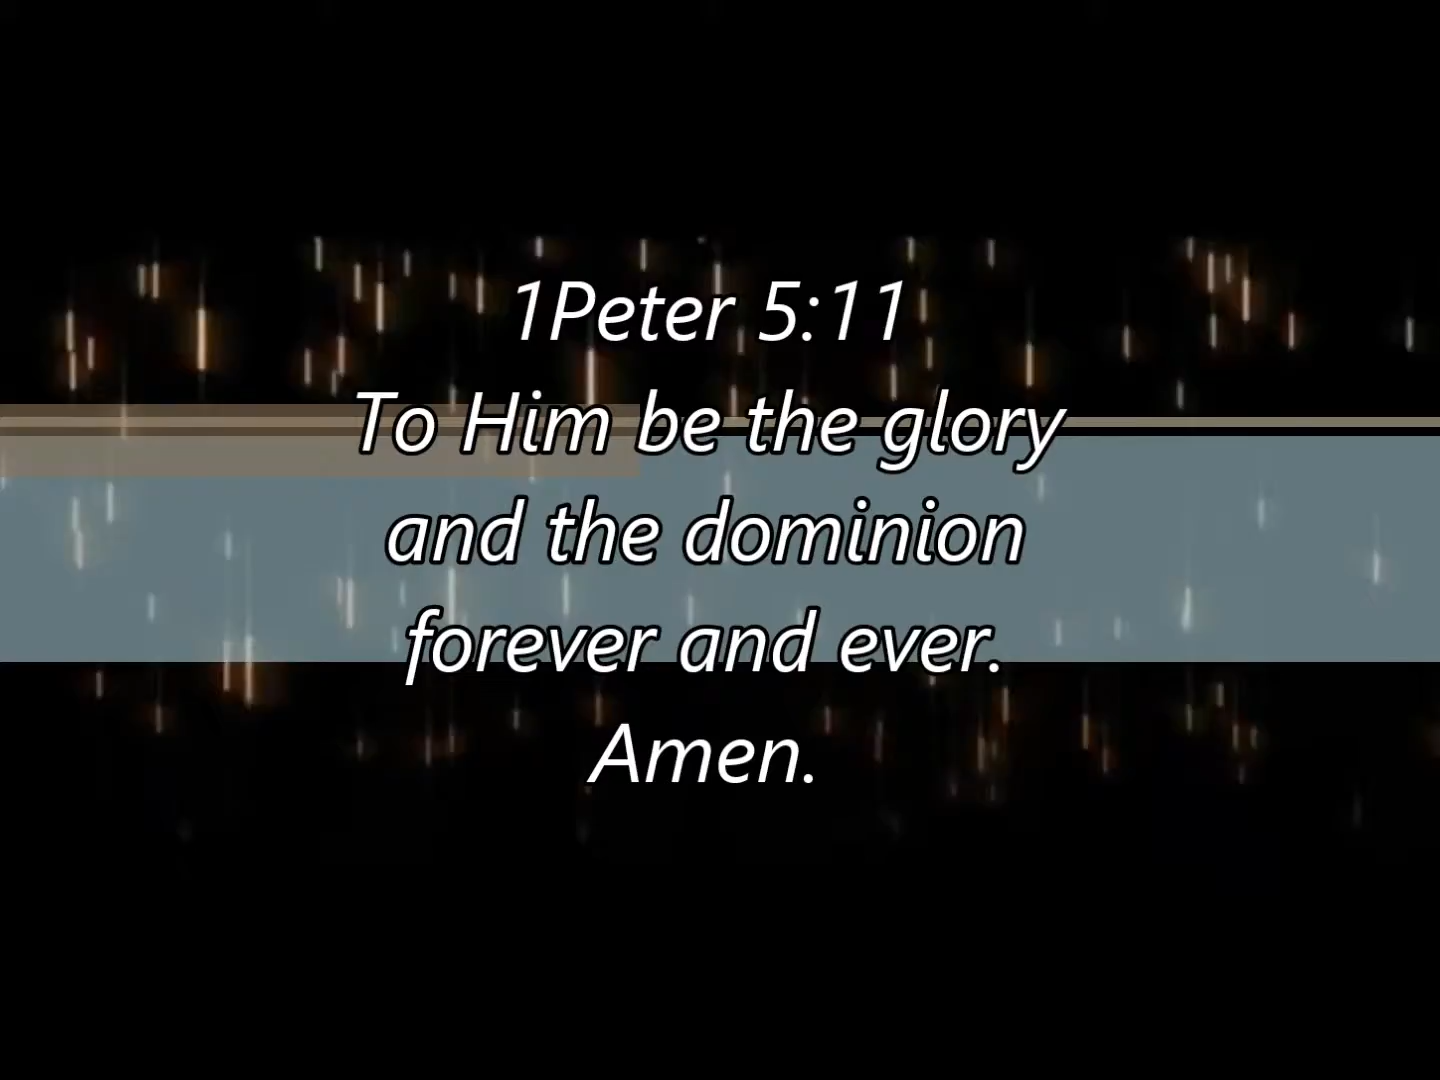 1Peter 5:11
To Him be the glory
and the dominion
forever and ever.
Amen.